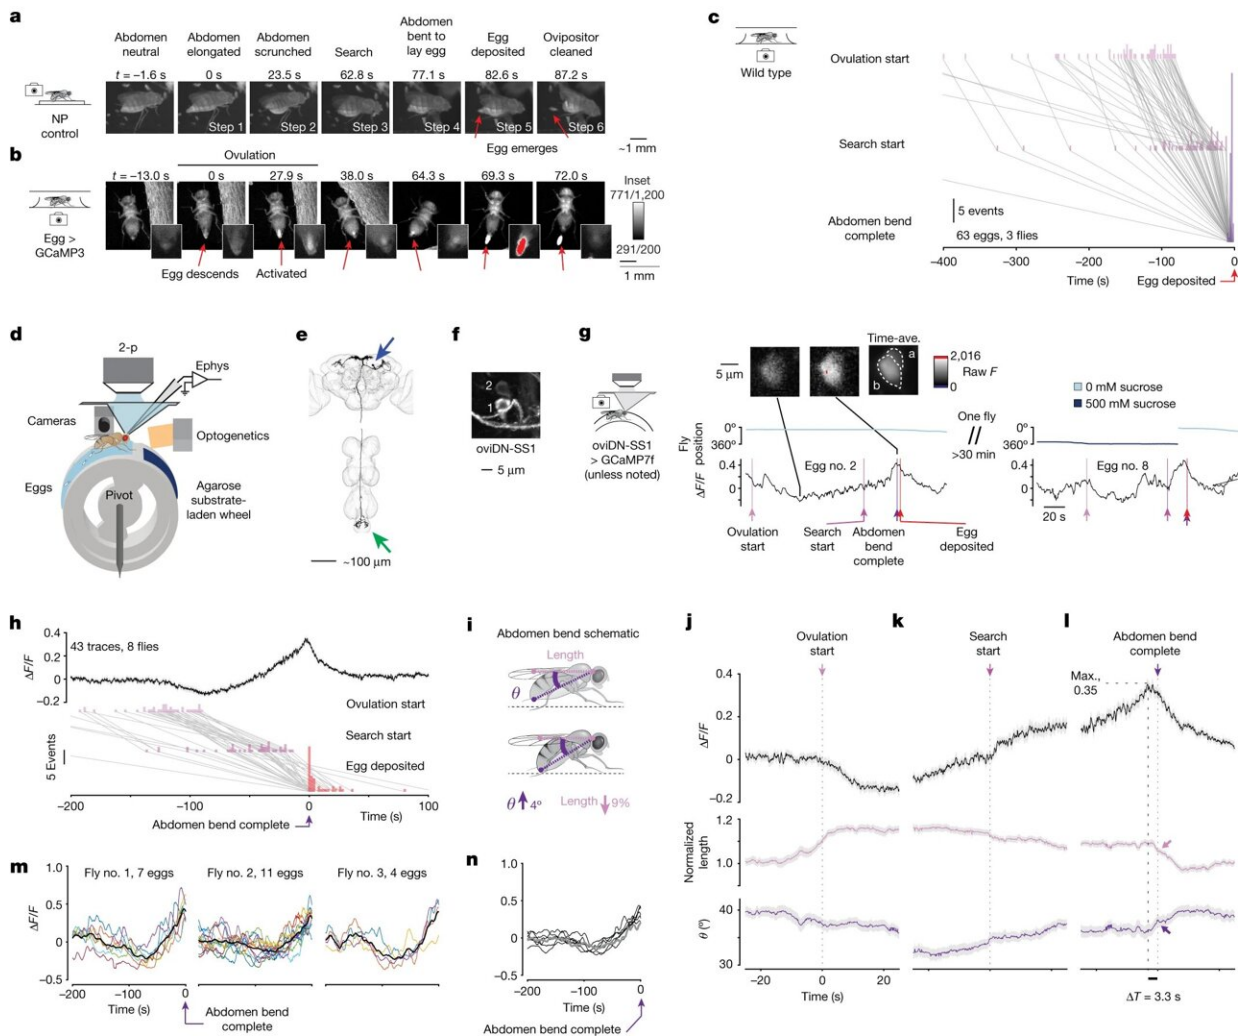 a
Abdomen neutral
Abdomen elongated
Abdomen scrunched
Search
Abdomen bent to lay egg
Egg deposited
Ovipositor cleaned
t = −1.6 s
0 s
23.5 s
62.8 s
77.1 s
82.6 s
87.2 s
NP control
Step 1
Step 2
Step 3
Step 4
Step 5
Step 6
Egg emerges
~1 mm
b
Ovulation
t = −13.0 s
0 s
27.9 s
38.0 s
64.3 s
69.3 s
72.0 s
Egg > GCaMP3
Egg descends
Activated
Inset
771/1,200
291/200
1 mm
c
Wild type
Ovulation start
Search start
Abdomen bend complete
5 events
63 eggs, 3 flies
−400 −300 −200 −100 0
Time (s)
Egg deposited
d
2-p
Ephys
Cameras
Optogenetics
Eggs
Pivot
Agarose substrate-laden wheel
e
~100 μm
f
2
1
oviDN-SS1
5 μm
g
oviDN-SS1 > GCaMP7f (unless noted)
5 μm
Time-ave.
a
b
2,016
Raw F
0
0 mM sucrose
500 mM sucrose
Fly position
0º
360º
One fly
>30 min
0º
360º
ΔF/F
2
0
Egg no. 2
2
0
Egg no. 8
20 s
Ovulation start
Search start
Abdomen bend complete
Egg deposited
h
43 traces, 8 flies
ΔF/F
0.4
0.2
0
−0.2
Ovulation start
Search start
Egg deposited
5 Events
−200 −100 0 100
Abdomen bend complete
Time (s)
i
Abdomen bend schematic
Length
θ
θ 4º
Length 9%
j
Ovulation start
k
Search start
l
Abdomen bend complete
Max., 0.35
ΔF/F
0.4
0.2
0
−0.2
Normalized length
1.2
1.0
θ (º)
40
30
−20 0 20
Time (s)
ΔT = 3.3 s
m
Fly no. 1, 7 eggs
Fly no. 2, 11 eggs
Fly no. 3, 4 eggs
ΔF/F
1.0
0.5
0
−0.5
−200 −100 0
Time (s)
Abdomen bend complete
n
1.0
0.5
0
−0.5
−200 −100 0
Time (s)
Abdomen bend complete